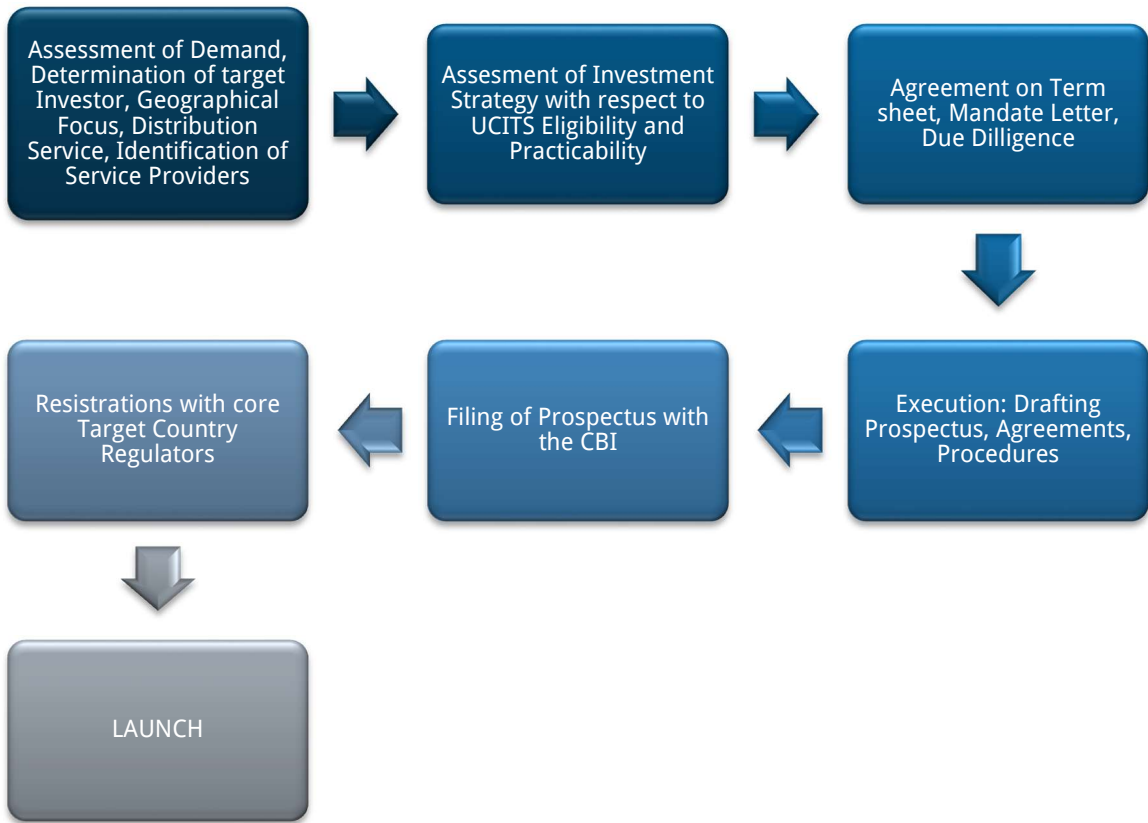 Assessment of Demand,
Determination of target
Investor, Geographical
Focus, Distribution
Service, Identification of
Service Providers
Assesment of Investment
Strategy with respect to
UCITS Eligibility and
Practicability
Agreement on Term
sheet, Mandate Letter,
Due Dilligence
Execution: Drafting
Prospectus, Agreements,
Procedures
Filing of Prospectus with
the CBI
Resistrations with core
Target Country
Regulators
LAUNCH